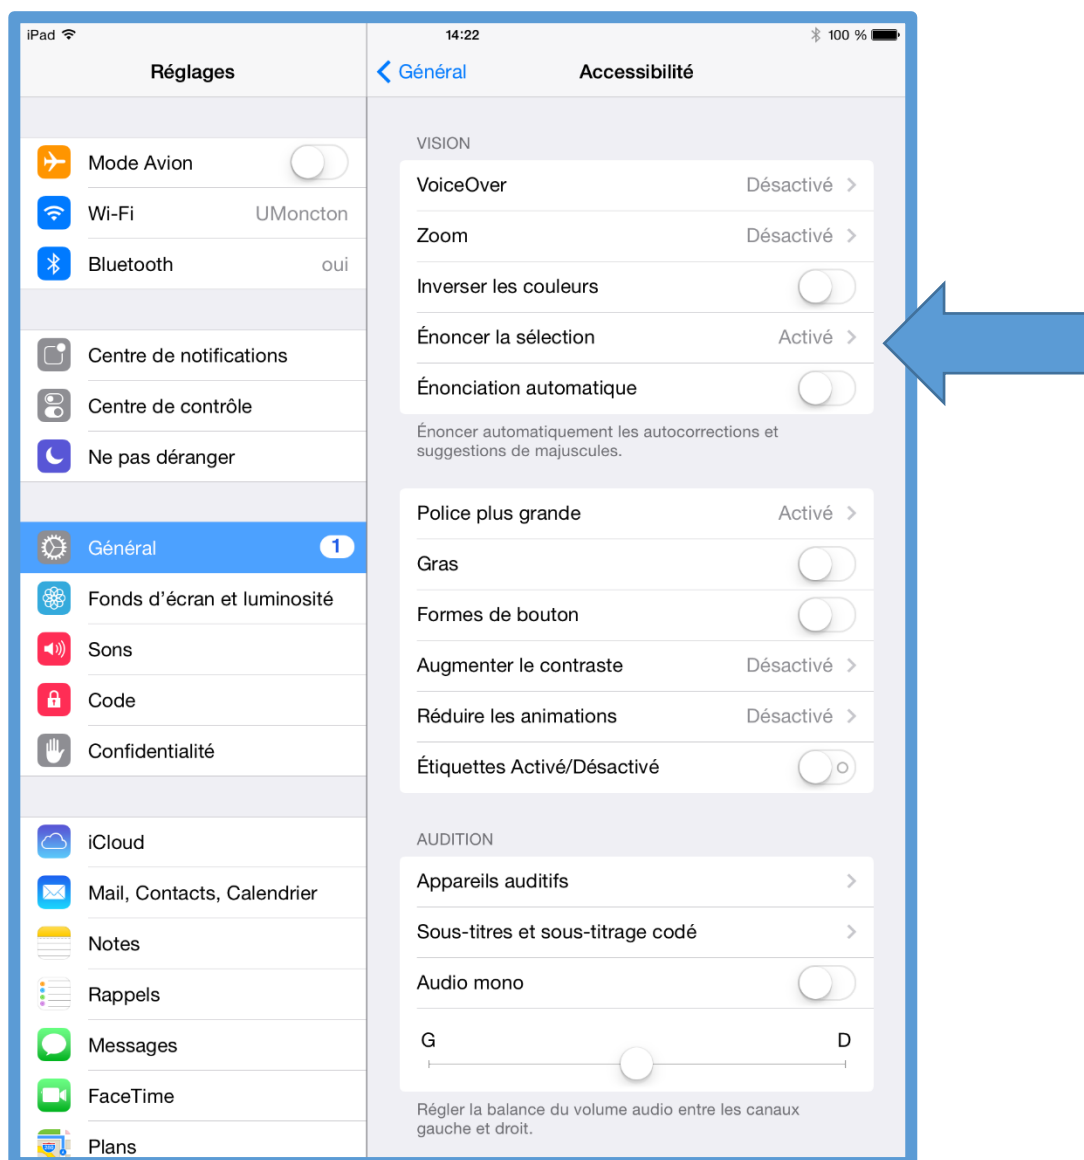 iPad 14:22 100 %
Réglages
Général Accessibilité
Mode Avion
Wi-Fi UMoncton
Bluetooth oui
Centre de notifications
Centre de contrôle
Ne pas déranger
Général 1
Fonds d’écran et luminosité
Sons
Code
Confidentialité
iCloud
Mail, Contacts, Calendrier
Notes
Rappels
Messages
FaceTime
Plans
VISION
VoiceOver Désactivé
Zoom Désactivé
Inverser les couleurs
Énoncer la sélection Activé
Énonciation automatique
Énoncer automatiquement les autocorrections et
suggestions de majuscules.
Police plus grande Activé
Gras
Formes de bouton
Augmenter le contraste Désactivé
Réduire les animations Désactivé
Étiquettes Activé/Désactivé
AUDITION
Appareils auditifs
Sous-titres et sous-titrage codé
Audio mono
G D
Régler la balance du volume audio entre les canaux
gauche et droit.